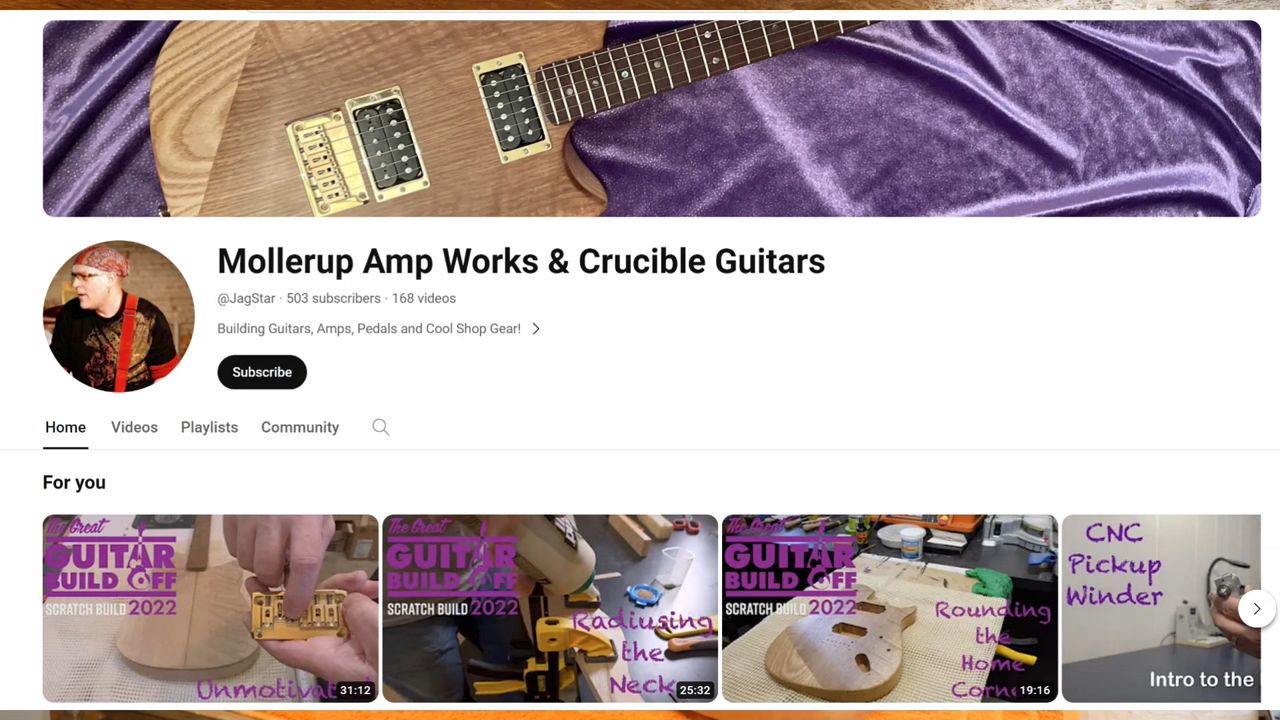 Mollerup Amp Works & Crucible Guitars
@JagStar · 503 subscribers · 168 videos
Building Guitars, Amps, Pedals and Cool Shop Gear!
Subscribe
Home Videos Playlists Community
For you
The Great
GUITAR
BUILD OFF
SCRATCH BUILD 2022
31:12
The Great
GUITAR
BUILD OFF
SCRATCH BUILD 2022
Radiusing
the
Neck
25:32
The Great
GUITAR
BUILD OFF
SCRATCH BUILD 2022
Rounding
the
Home
19:16
CNC
Pickup
Winder
Intro to the